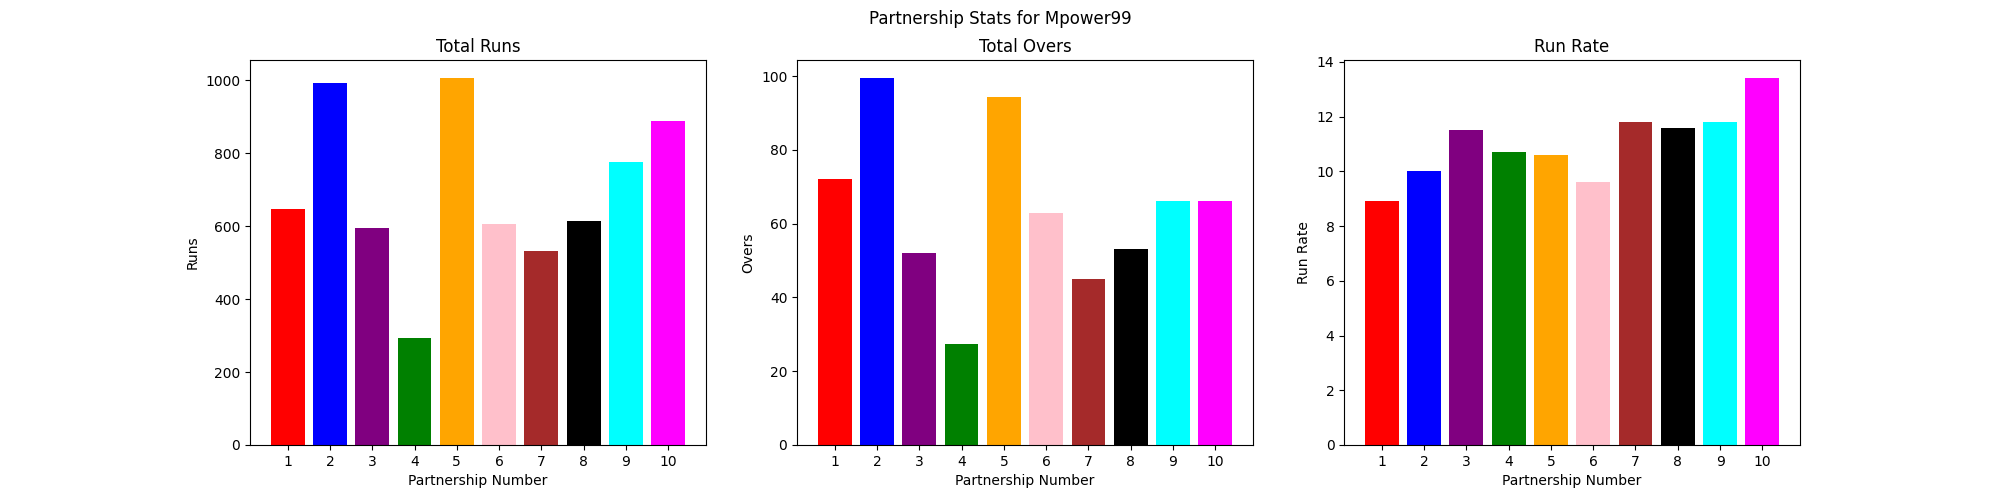 Partnership Stats for Mpower99
Total Runs
Runs
1000
800
600
400
200
0
1 2 3 4 5 6 7 8 9 10
Partnership Number
Total Overs
Overs
100
80
60
40
20
0
1 2 3 4 5 6 7 8 9 10
Partnership Number
Run Rate
Run Rate
14
12
10
8
6
4
2
0
1 2 3 4 5 6 7 8 9 10
Partnership Number